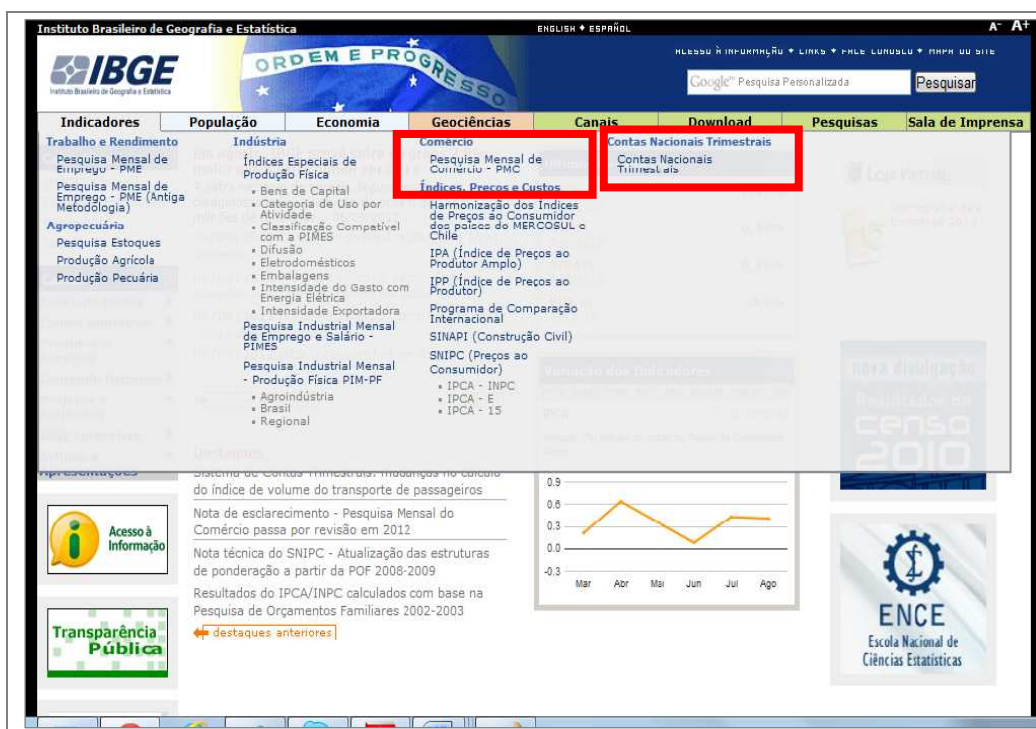 Instituto Brasileiro de Geografia e Estatística
ENGLISH ✦ ESPAÑOL
A- A+
ACESSO À INFORMAÇÃO ✦ LINKS ✦ FALE CONOSCO ✦ MAPA DO SITE
IBGE
Instituto Brasileiro de Geografia e Estatística
ORDEM E PROGRESSO
Google™ Pesquisa Personalizada
Pesquisar
Indicadores População Economia Geociências Canais Download Pesquisas Sala de Imprensa
Trabalho e Rendimento
Pesquisa Mensal de
Emprego - PME
Pesquisa Mensal de
Emprego - PME (Antiga
Metodologia)
Agropecuária
Pesquisa Estoques
Produção Agrícola
Produção Pecuária
Indústria
Índices Especiais de
Produção Física
▪ Bens de Capital
▪ Categoria de Uso por
Atividade
▪ Classificação Compatível
com a PIMES
▪ Difusão
▪ Eletrodomésticos
▪ Embalagens
▪ Intensidade do Gasto com
Energia Elétrica
▪ Intensidade Exportadora
Pesquisa Industrial Mensal
de Emprego e Salário -
PIMES
Pesquisa Industrial Mensal
- Produção Física PIM-PF
▪ Agroindústria
▪ Brasil
▪ Regional
Comércio
Pesquisa Mensal de
Comércio - PMC
Índices, Preços e Custos
Harmonização dos Índices
de Preços ao Consumidor
dos países do MERCOSUL e
Chile
IPA (Índice de Preços ao
Produtor Amplo)
IPP (Índice de Preços ao
Produtor)
Programa de Comparação
Internacional
SINAPI (Construção Civil)
SNIPC (Preços ao
Consumidor)
▪ IPCA - INPC
▪ IPCA - E
▪ IPCA - 15
Contas Nacionais Trimestrais
Contas Nacionais
Trimestrais
Variação dos Indicadores
IPCA
nova divulgação
Resultados do
censo
2010
Apresentações
Destaques
Sistema de Contas Trimestrais: mudanças no cálculo
do índice de volume do transporte de passageiros
Nota de esclarecimento - Pesquisa Mensal do
Comércio passa por revisão em 2012
Nota técnica do SNIPC - Atualização das estruturas
de ponderação a partir da POF 2008-2009
Resultados do IPCA/INPC calculados com base na
Pesquisa de Orçamentos Familiares 2002-2003
destaques anteriores
0.9
0.6
0.3
0.0
-0.3
Mar Abr Mai Jun Jul Ago
Acesso à
Informação
Transparência
Pública
ENCE
Escola Nacional de
Ciências Estatísticas